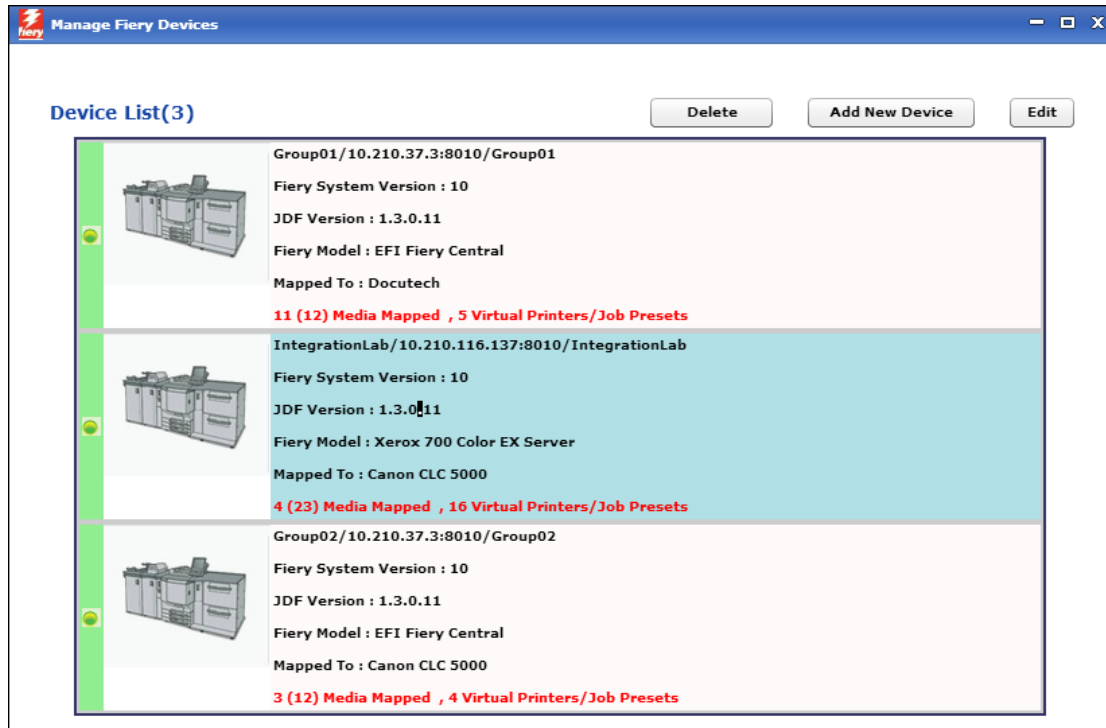 fiery Manage Fiery Devices
Device List(3) Delete Add New Device Edit
Group01/10.210.37.3:8010/Group01
Fiery System Version : 10
JDF Version : 1.3.0.11
Fiery Model : EFI Fiery Central
Mapped To : Docutech
11 (12) Media Mapped , 5 Virtual Printers/Job Presets
IntegrationLab/10.210.116.137:8010/IntegrationLab
Fiery System Version : 10
JDF Version : 1.3.0.11
Fiery Model : Xerox 700 Color EX Server
Mapped To : Canon CLC 5000
4 (23) Media Mapped , 16 Virtual Printers/Job Presets
Group02/10.210.37.3:8010/Group02
Fiery System Version : 10
JDF Version : 1.3.0.11
Fiery Model : EFI Fiery Central
Mapped To : Canon CLC 5000
3 (12) Media Mapped , 4 Virtual Printers/Job Presets